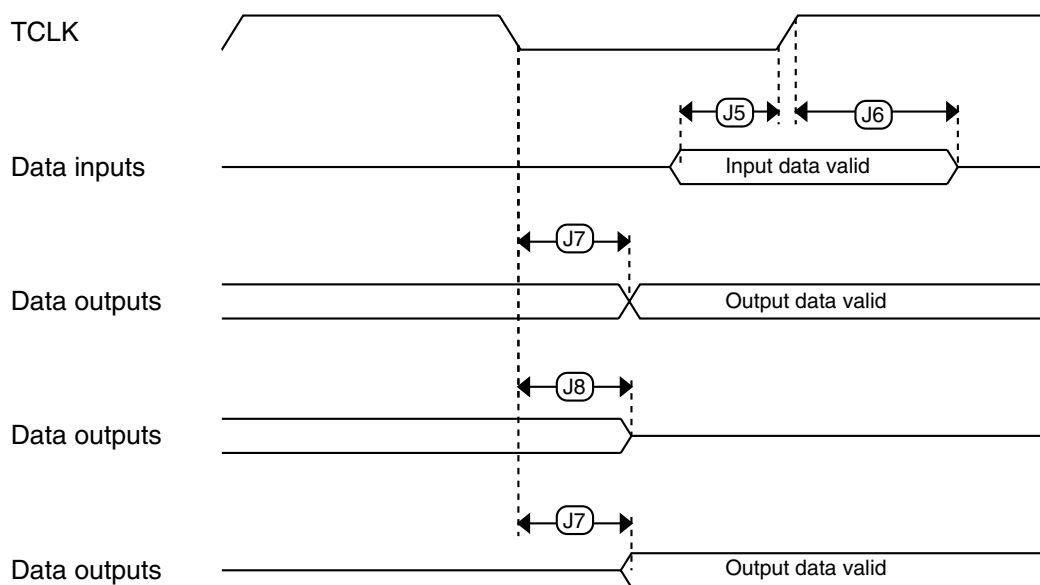 TCLK
J5
J6
Data inputs
Input data valid
J7
Data outputs
Output data valid
J8
Data outputs
J7
Data outputs
Output data valid